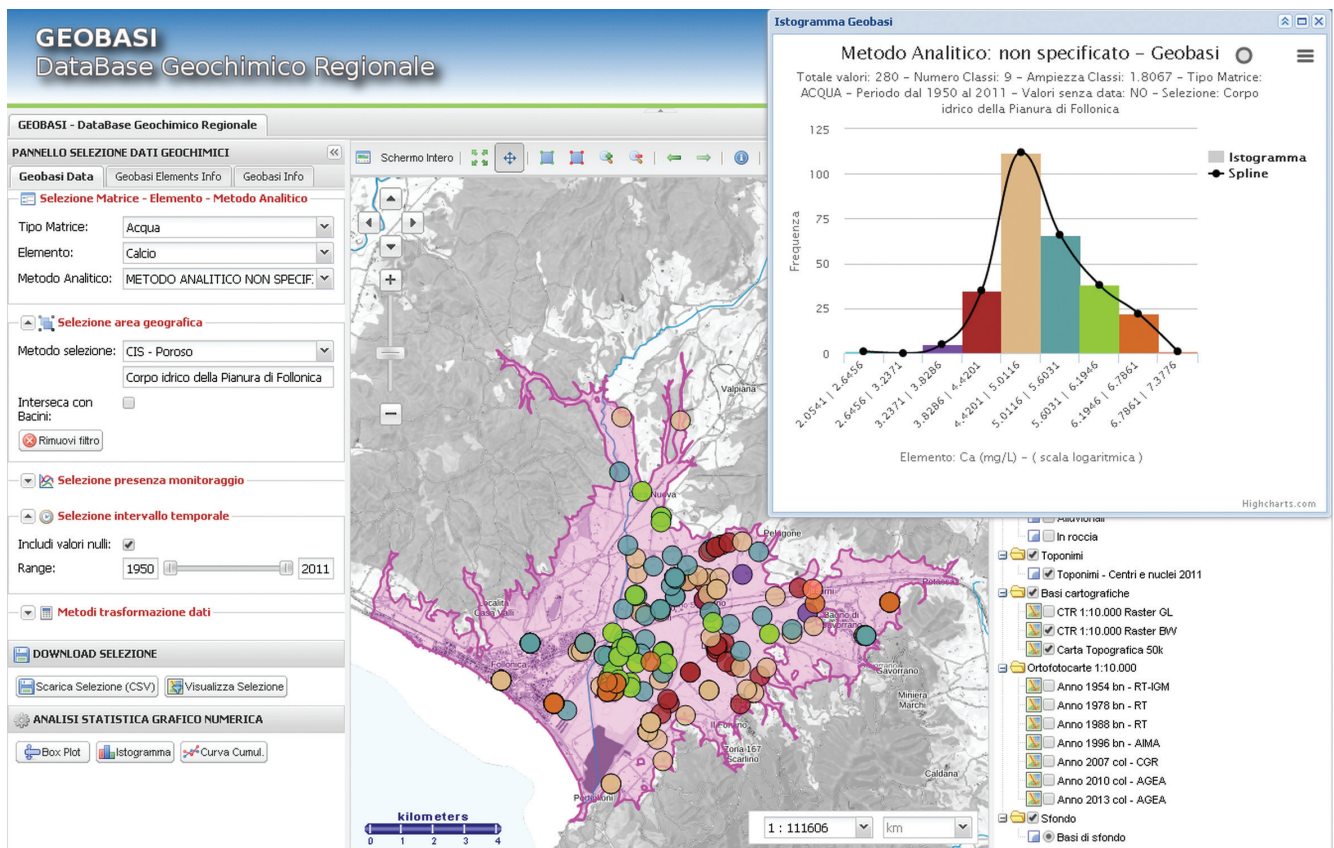 GEOBASI
DataBase Geochimico Regionale
GEOBASI - DataBase Geochimico Regionale
PANNELLO SELEZIONE DATI GEOCHIMICI
Geobasi Data
Geobasi Elements Info
Geobasi Info
Selezione Matrice - Elemento - Metodo Analitico
Tipo Matrice:
Acqua
Elemento:
Calcio
Metodo Analitico:
METODO ANALITICO NON SPECIF:
Selezione area geografica
Metodo selezione:
CIS - Poroso
Corpo idrico della Pianura di Follonica
Interseca con
Bacini:
Rimuovi filtro
Selezione presenza monitoraggio
Selezione intervallo temporale
Includi valori nulli:
Range:
1950
2011
Metodi trasformazione dati
DOWNLOAD SELEZIONE
Scarica Selezione (CSV)
Visualizza Selezione
ANALISI STATISTICA GRAFICO NUMERICA
Box Plot
Istogramma
Curva Cumul.
Schermo Intero
Valpiana
Nuova
Pelagone
Potassa
Località
Casa Valli
Bagno di
Gavorrano
Follonica
Gavorrano
Miniera
Marchi
Zona 167
Scarlino
Caldana
kilometers
0 1 2 3 4
1 : 111606
km
Istogramma Geobasi
Metodo Analitico: non specificato – Geobasi
Totale valori: 280 – Numero Classi: 9 – Ampiezza Classi: 1.8067 – Tipo Matrice:
ACQUA – Periodo dal 1950 al 2011 – Valori senza data: NO – Selezione: Corpo
idrico della Pianura di Follonica
125
100
75
50
25
0
Frequenza
Istogramma
Spline
2.0541 | 2.6456
2.6456 | 3.2371
3.2371 | 3.8286
3.8286 | 4.4201
4.4201 | 5.0116
5.0116 | 5.6031
5.6031 | 6.1946
6.1946 | 6.7861
6.7861 | 7.3776
Elemento: Ca (mg/L) – ( scala logaritmica )
Highcharts.com
Alluvionali
In roccia
Toponimi
Toponimi - Centri e nuclei 2011
Basi cartografiche
CTR 1:10.000 Raster GL
CTR 1:10.000 Raster BW
Carta Topografica 50k
Ortofotocarte 1:10.000
Anno 1954 bn - RT-IGM
Anno 1978 bn - RT
Anno 1988 bn - RT
Anno 1996 bn - AIMA
Anno 2007 col - CGR
Anno 2010 col - AGEA
Anno 2013 col - AGEA
Sfondo
Basi di sfondo